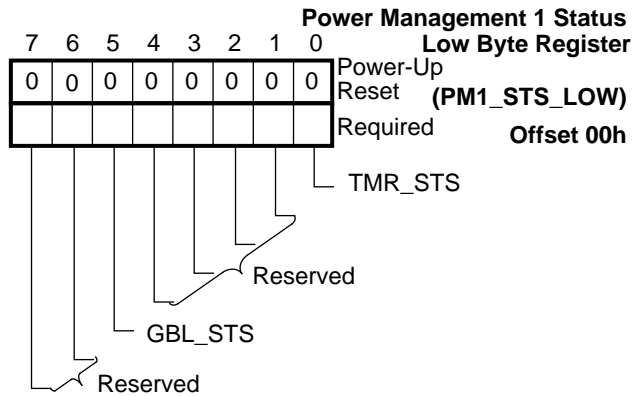 Power Management 1 Status
Low Byte Register
7 6 5 4 3 2 1 0
Power-Up
0 0 0 0 0 0 0 0
Reset
(PM1_STS_LOW)
Required
Offset 00h
TMR_STS
Reserved
GBL_STS
Reserved